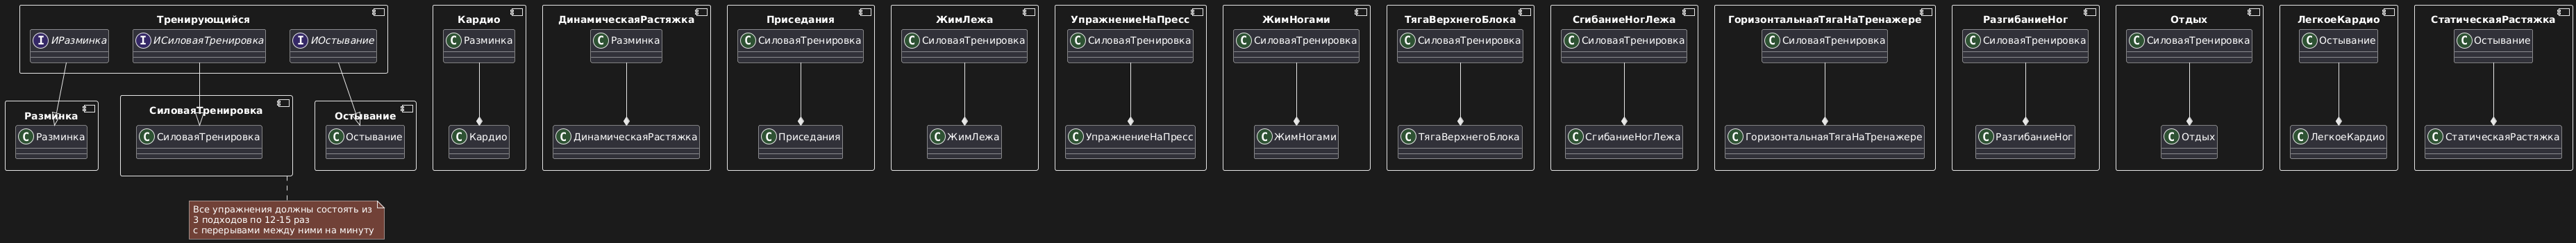 Тренирующийся
ИРазминка
ИСиловаяТренировка
ИОстывание
Разминка
Разминка
СиловаяТренировка
СиловаяТренировка
Остывание
Остывание
Все упражнения должны состоять из
3 подходов по 12-15 раз
с перерывами между ними на минуту
Кардио
Разминка
Кардио
ДинамическаяРастяжка
Разминка
ДинамическаяРастяжка
Приседания
СиловаяТренировка
Приседания
ЖимЛежа
СиловаяТренировка
ЖимЛежа
УпражнениеНаПресс
СиловаяТренировка
УпражнениеНаПресс
ЖимНогами
СиловаяТренировка
ЖимНогами
ТягаВерхнегоБлока
СиловаяТренировка
ТягаВерхнегоБлока
СгибаниеНогЛежа
СиловаяТренировка
СгибаниеНогЛежа
ГоризонтальнаяТягаНаТренажере
СиловаяТренировка
ГоризонтальнаяТягаНаТренажере
РазгибаниеНог
СиловаяТренировка
РазгибаниеНог
Отдых
СиловаяТренировка
Отдых
ЛегкоеКардио
Остывание
ЛегкоеКардио
СтатическаяРастяжка
Остывание
СтатическаяРастяжка